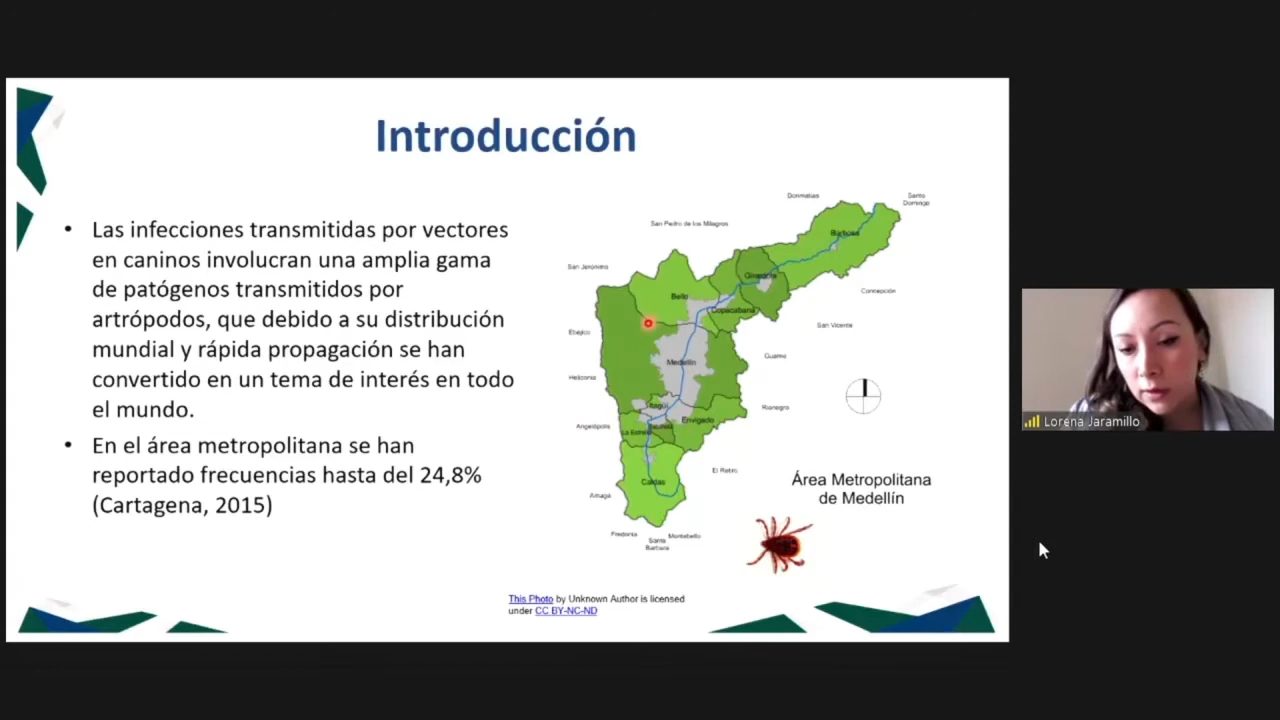 Introducción
Las infecciones transmitidas por vectores
en caninos involucran una amplia gama
de patógenos transmitidos por
artrópodos, que debido a su distribución
mundial y rápida propagación se han
convertido en un tema de interés en todo
el mundo.
En el área metropolitana se han
reportado frecuencias hasta del 24,8%
(Cartagena, 2015)
Donmatías
Santo
Domingo
San Pedro de los Milagros
Barbosa
San Jerónimo
Girardota
Concepción
Bello
Copacabana
San Vicente
Ebéjico
Guarne
Medellín
Heliconia
Itagüí
Rionegro
Envigado
Angelópolis
La Estrella
Sabaneta
El Retiro
Caldas
Área Metropolitana
de Medellín
Amagá
Fredonia
Santa
Bárbara
Montebello
This Photo by Unknown Author is licensed
under CC BY-NC-ND
Lorena Jaramillo